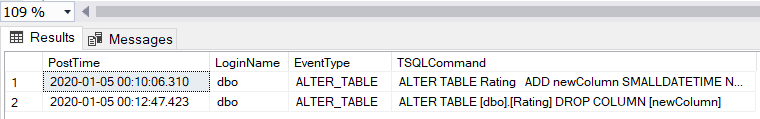 109 %
Results Messages
PostTime LoginName EventType TSQLCommand
1 2020-01-05 00:10:06.310 dbo ALTER_TABLE ALTER TABLE Rating ADD newColumn SMALLDATETIME N...
2 2020-01-05 00:12:47.423 dbo ALTER_TABLE ALTER TABLE [dbo].[Rating] DROP COLUMN [newColumn]